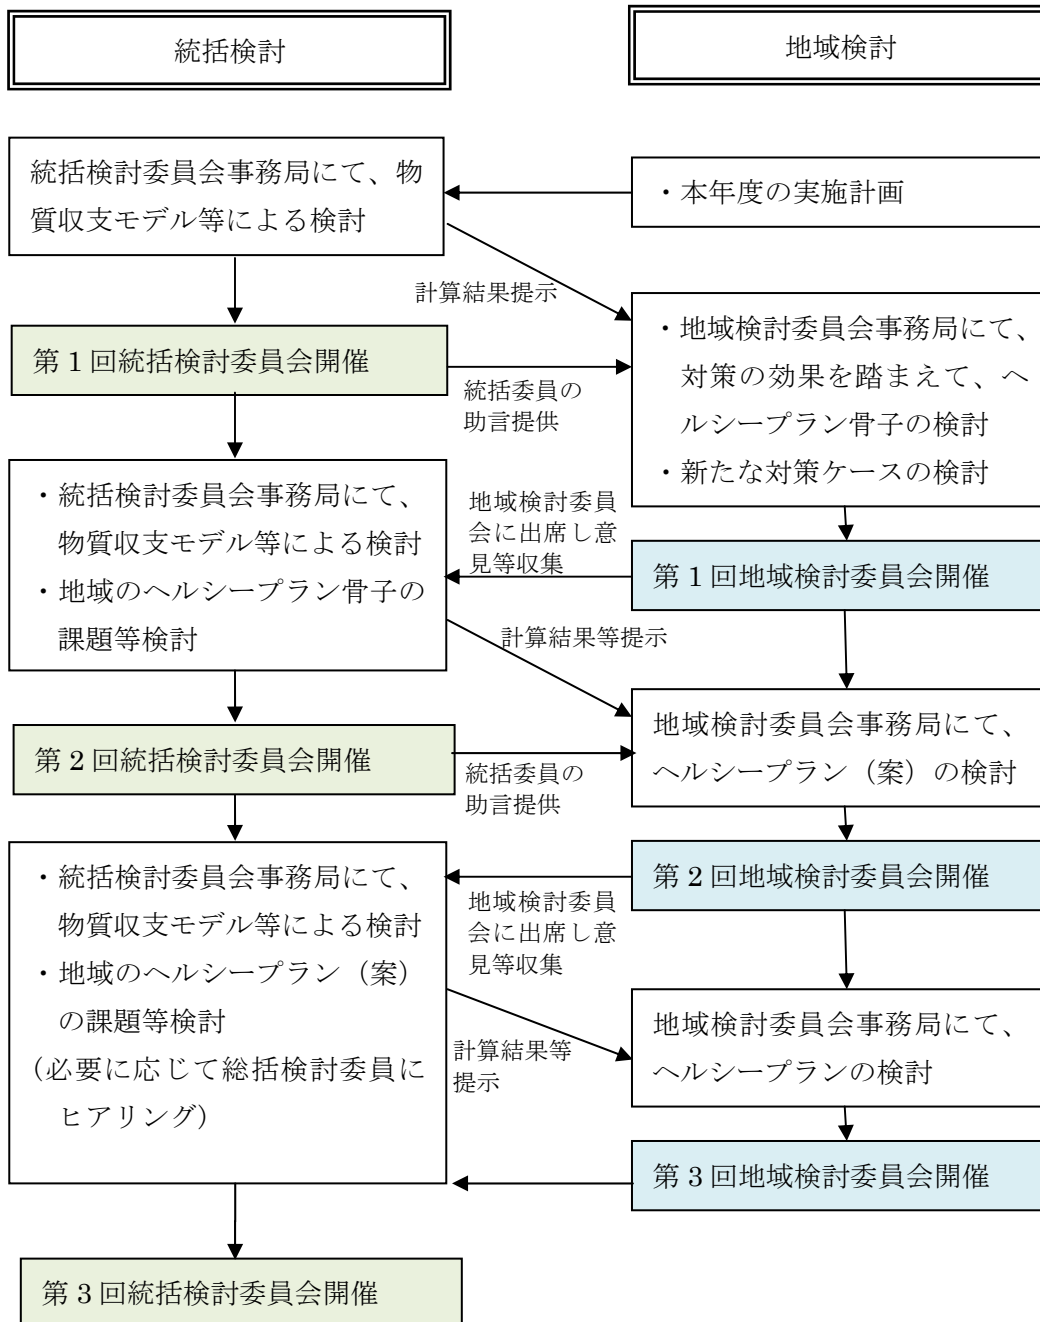 統括検討
地域検討
統括検討委員会事務局にて、物
質収支モデル等による検討
・本年度の実施計画
計算結果提示
第1回統括検討委員会開催
統括委員の
助言提供
・地域検討委員会事務局にて、
対策の効果を踏まえて、ヘ
ルシープラン骨子の検討
・新たな対策ケースの検討
・統括検討委員会事務局にて、
物質収支モデル等による検討
・地域のヘルシープラン骨子の
課題等検討
地域検討委員
会に出席し意
見等収集
第1回地域検討委員会開催
計算結果等提示
第2回統括検討委員会開催
統括委員の
助言提供
地域検討委員会事務局にて、
ヘルシープラン（案）の検討
・統括検討委員会事務局にて、
物質収支モデル等による検討
・地域のヘルシープラン（案）
の課題等検討
（必要に応じて総括検討委員に
ヒアリング）
地域検討委員
会に出席し意
見等収集
第2回地域検討委員会開催
計算結果等
提示
地域検討委員会事務局にて、
ヘルシープランの検討
第3回地域検討委員会開催
第3回統括検討委員会開催